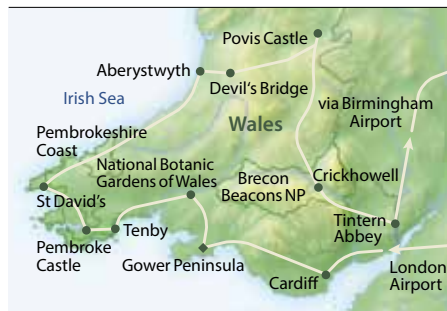 Povis Castle
Aberystwyth
Devil's Bridge
Irish Sea
via Birmingham
Airport
Wales
Pembrokeshire
Coast
National Botanic
Gardens of Wales
Brecon
Beacons NP
Crickhowell
St David's
Tintern
Abbey
Tenby
Pembroke
Castle
Gower Peninsula
Cardiff
London
Airport